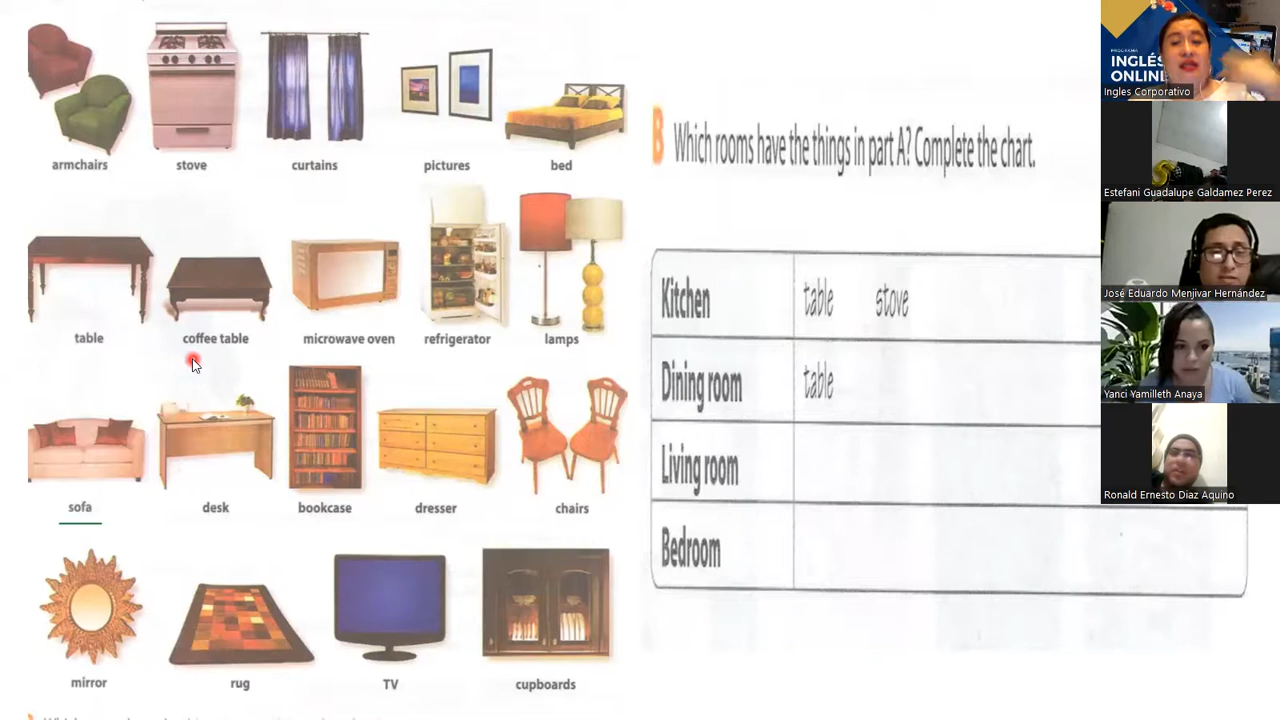 armchairs stove curtains pictures bed
table coffee table microwave oven refrigerator lamps
sofa desk bookcase dresser chairs
mirror rug TV cupboards
B Which rooms have the things in part A? Complete the chart.
Kitchen table stove
Dining room table
Living room
Bedroom
PROGRAMA
INGLÉS
ONLINE
Ingles Corporativo
Estefani Guadalupe Galdamez Perez
José Eduardo Menjivar Hernández
Yanci Yamilleth Anaya
Ronald Ernesto Diaz Aquino